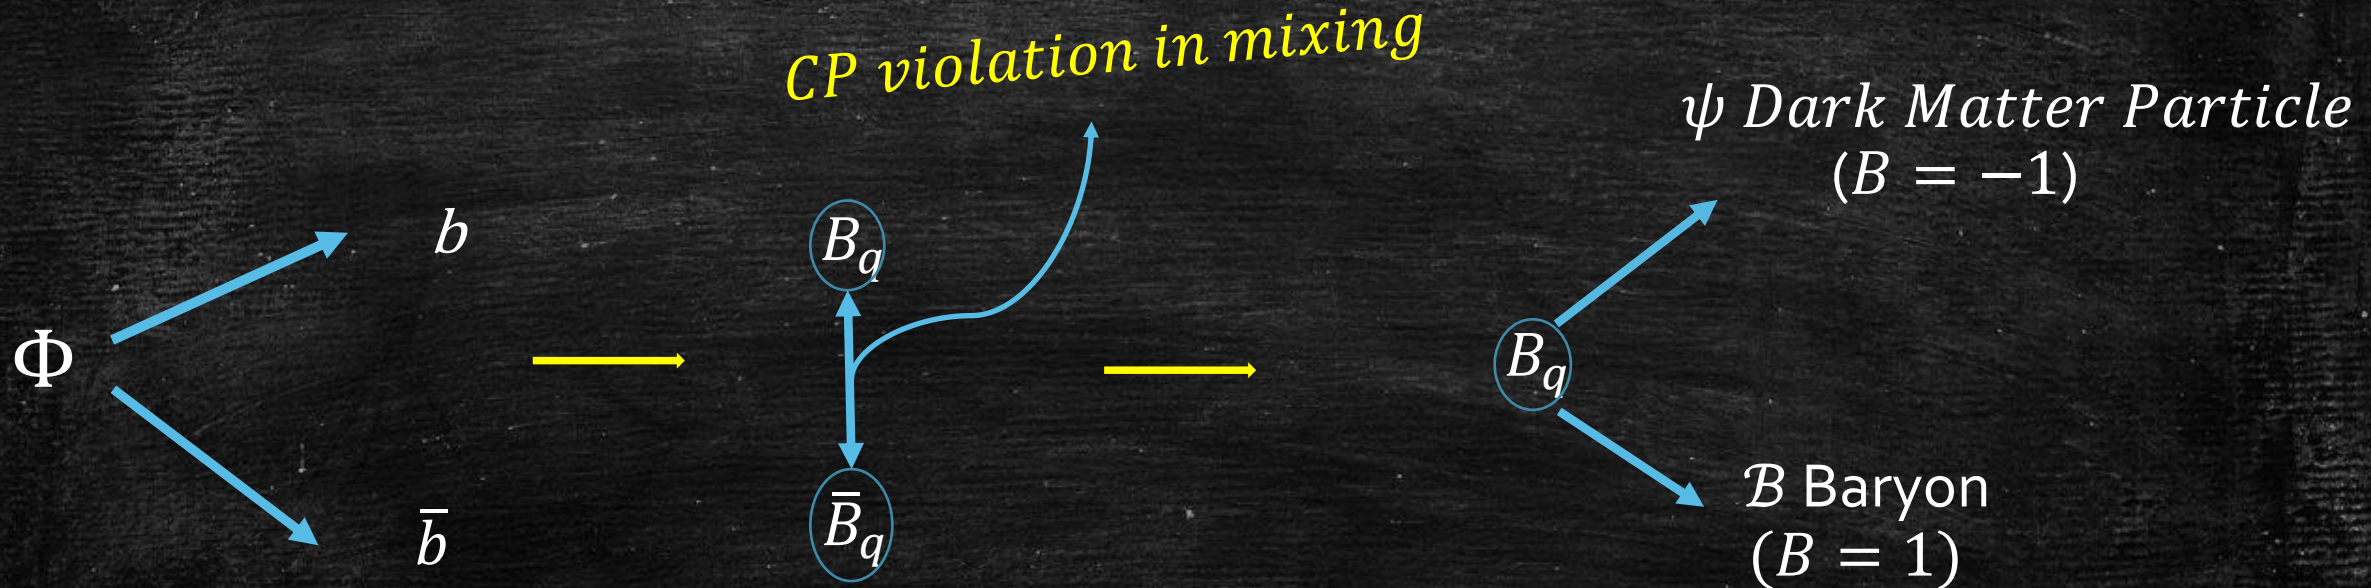 CP violation in mixing
ψ Dark Matter Particle
(B = −1)
b
B_q
Φ
B_q
ℬ Baryon
(B = 1)
b̄
B̄_q